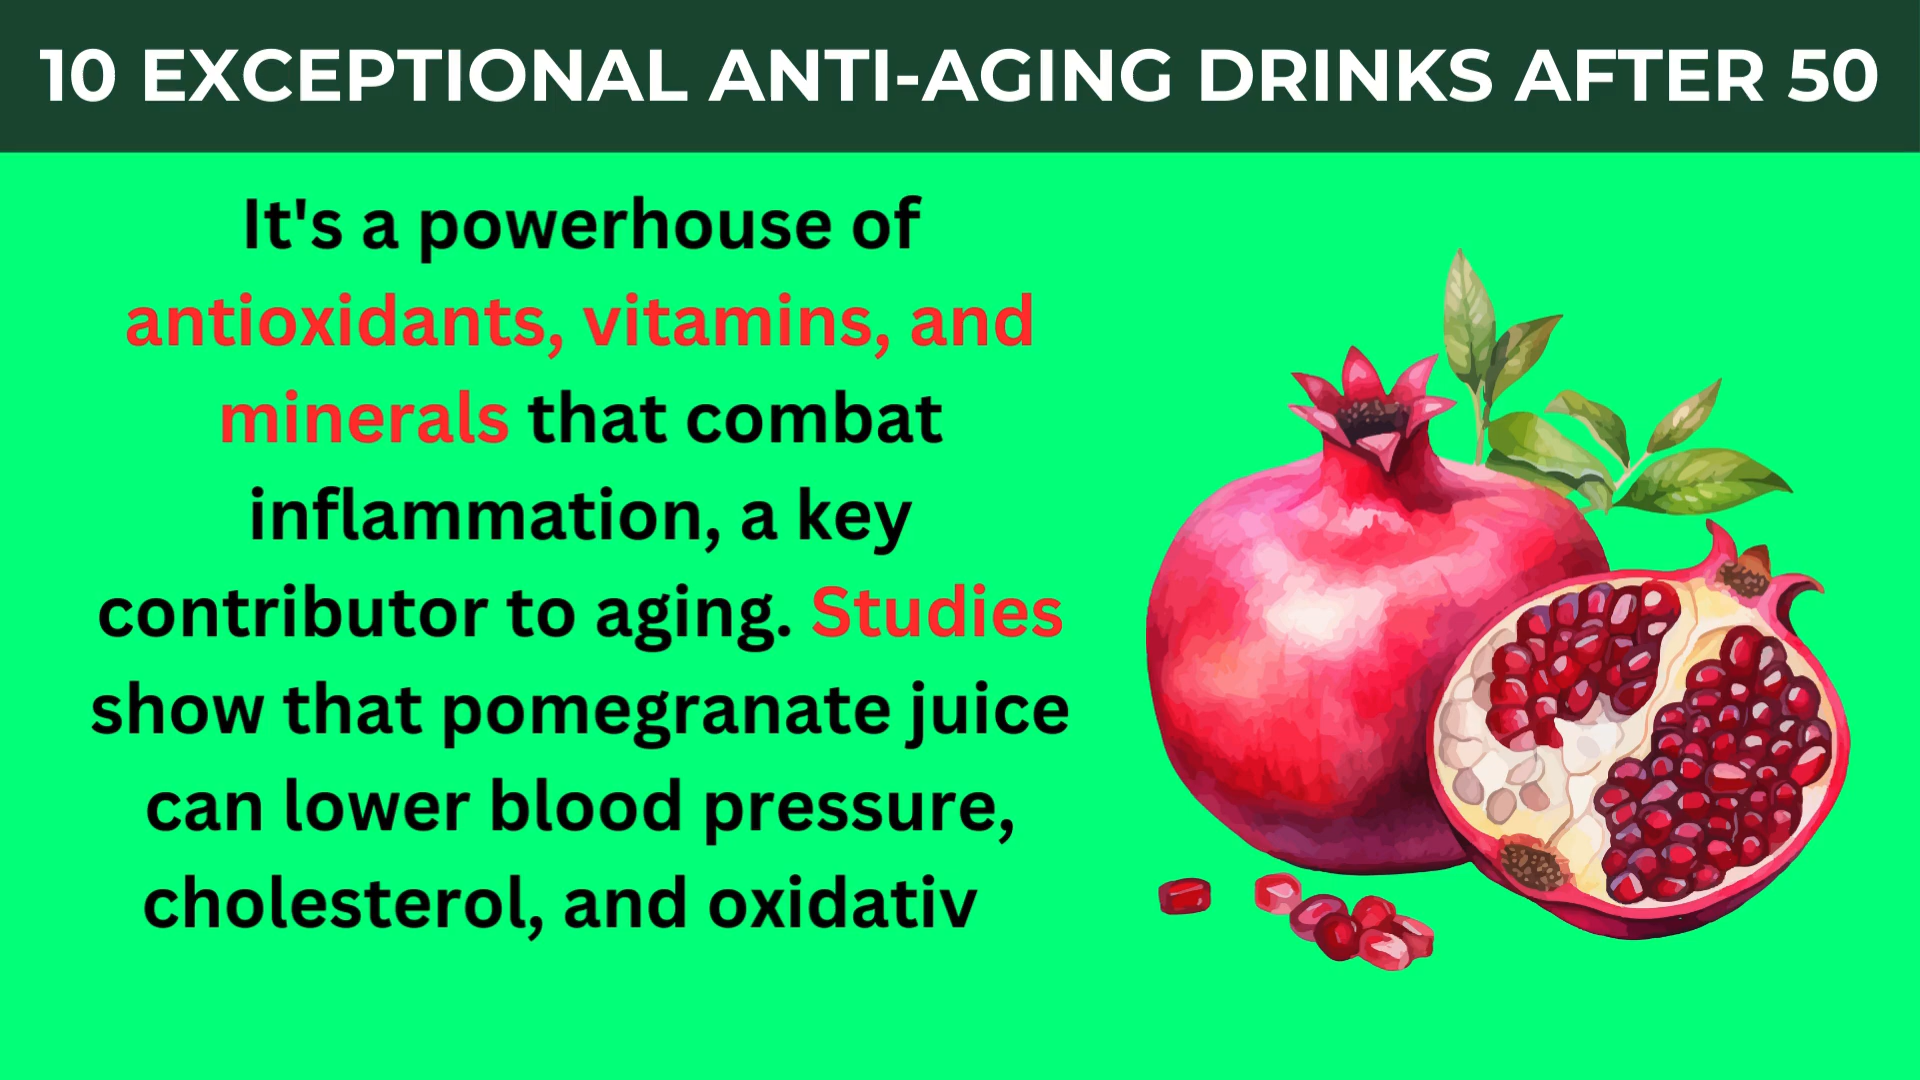 10 EXCEPTIONAL ANTI-AGING DRINKS AFTER 50
It's a powerhouse of
antioxidants, vitamins, and
minerals that combat
inflammation, a key
contributor to aging. Studies
show that pomegranate juice
can lower blood pressure,
cholesterol, and oxidativ